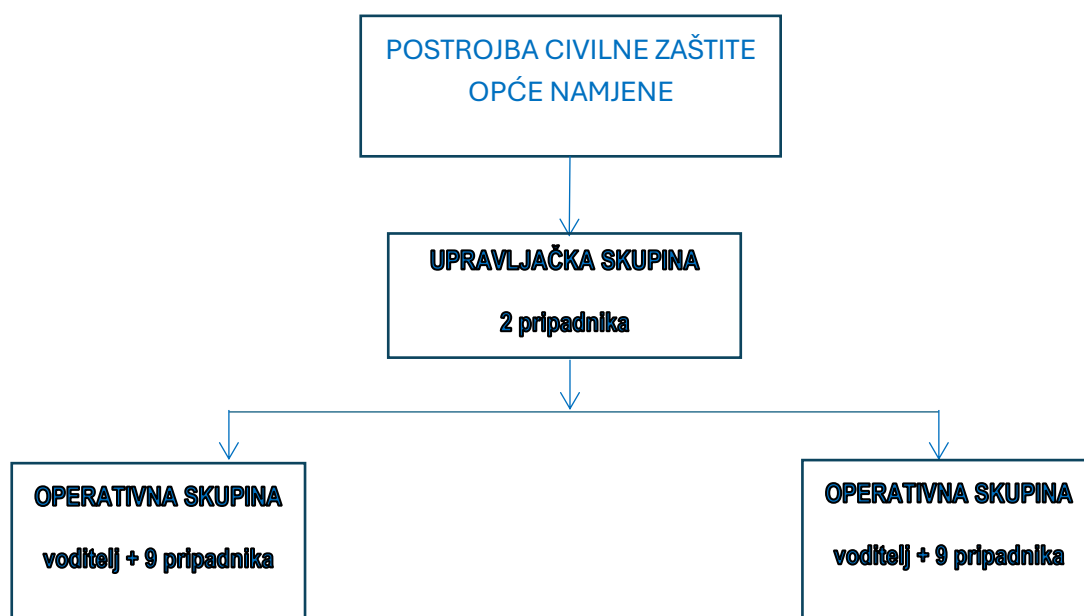 POSTROJBA CIVILNE ZAŠTITE
OPĆE NAMJENE
UPRAVLJAČKA SKUPINA
2 pripadnika
OPERATIVNA SKUPINA
voditelj + 9 pripadnika
OPERATIVNA SKUPINA
voditelj + 9 pripadnika